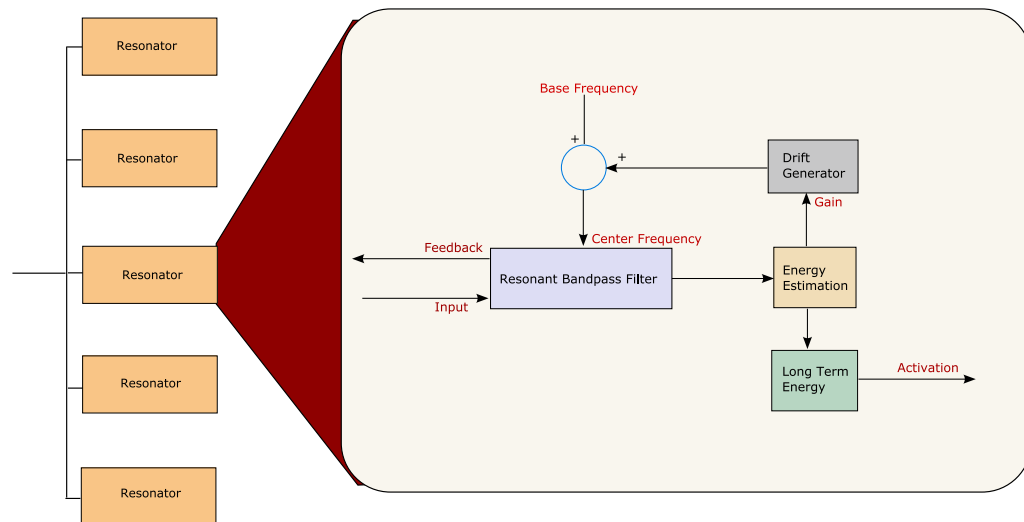 Resonator
Resonator
Resonator
Resonator
Resonator
Base Frequency
+
+
Drift
Generator
Gain
Center Frequency
Feedback
Resonant Bandpass Filter
Input
Energy
Estimation
Long Term
Energy
Activation